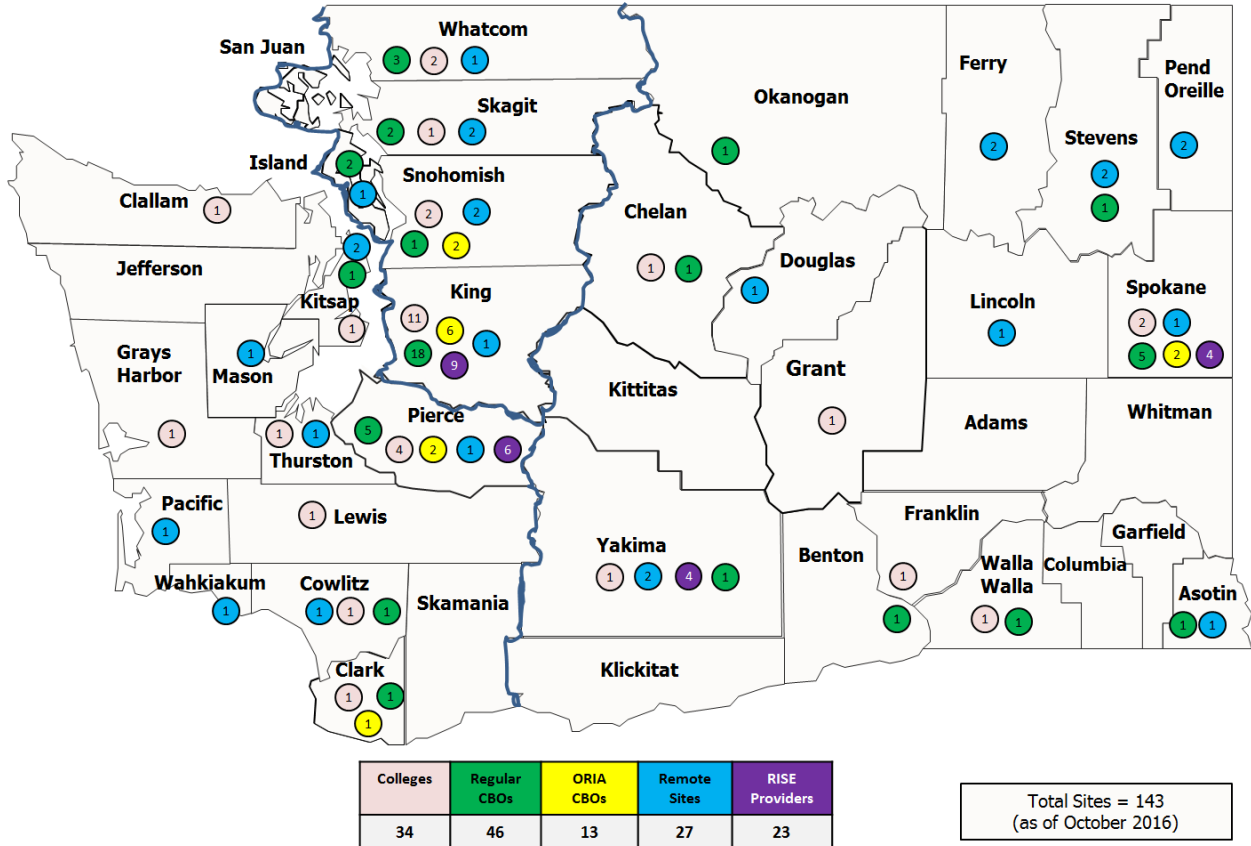 Whatcom
San Juan
3 2 1
Ferry
Pend
Oreille
Okanogan
Skagit
2 1 2
Stevens
1
2
2
2
1
Island
2
1
Snohomish
2 2
1 2
Clallam
1
Chelan
1 1
Jefferson
2
1
Kitsap
1
Douglas
1
King
11
6
1
18
9
Lincoln
1
Spokane
2 1
5 2 4
Grays
Harbor
1
Mason
1
Kittitas
Grant
1
Adams
Whitman
Pierce
5
4 2 1 6
1 1
Thurston
Pacific
1
Lewis
1
Franklin
1
Garfield
Yakima
1 2 4 1
Benton
1
Walla
Walla
1 1
Columbia
Asotin
1 1
Wahkiakum
1
Cowlitz
1 1 1
Skamania
Klickitat
Clark
1 1
1
Colleges Regular CBOs ORIA CBOs Remote Sites RISE Providers
34 46 13 27 23
Total Sites = 143
(as of October 2016)